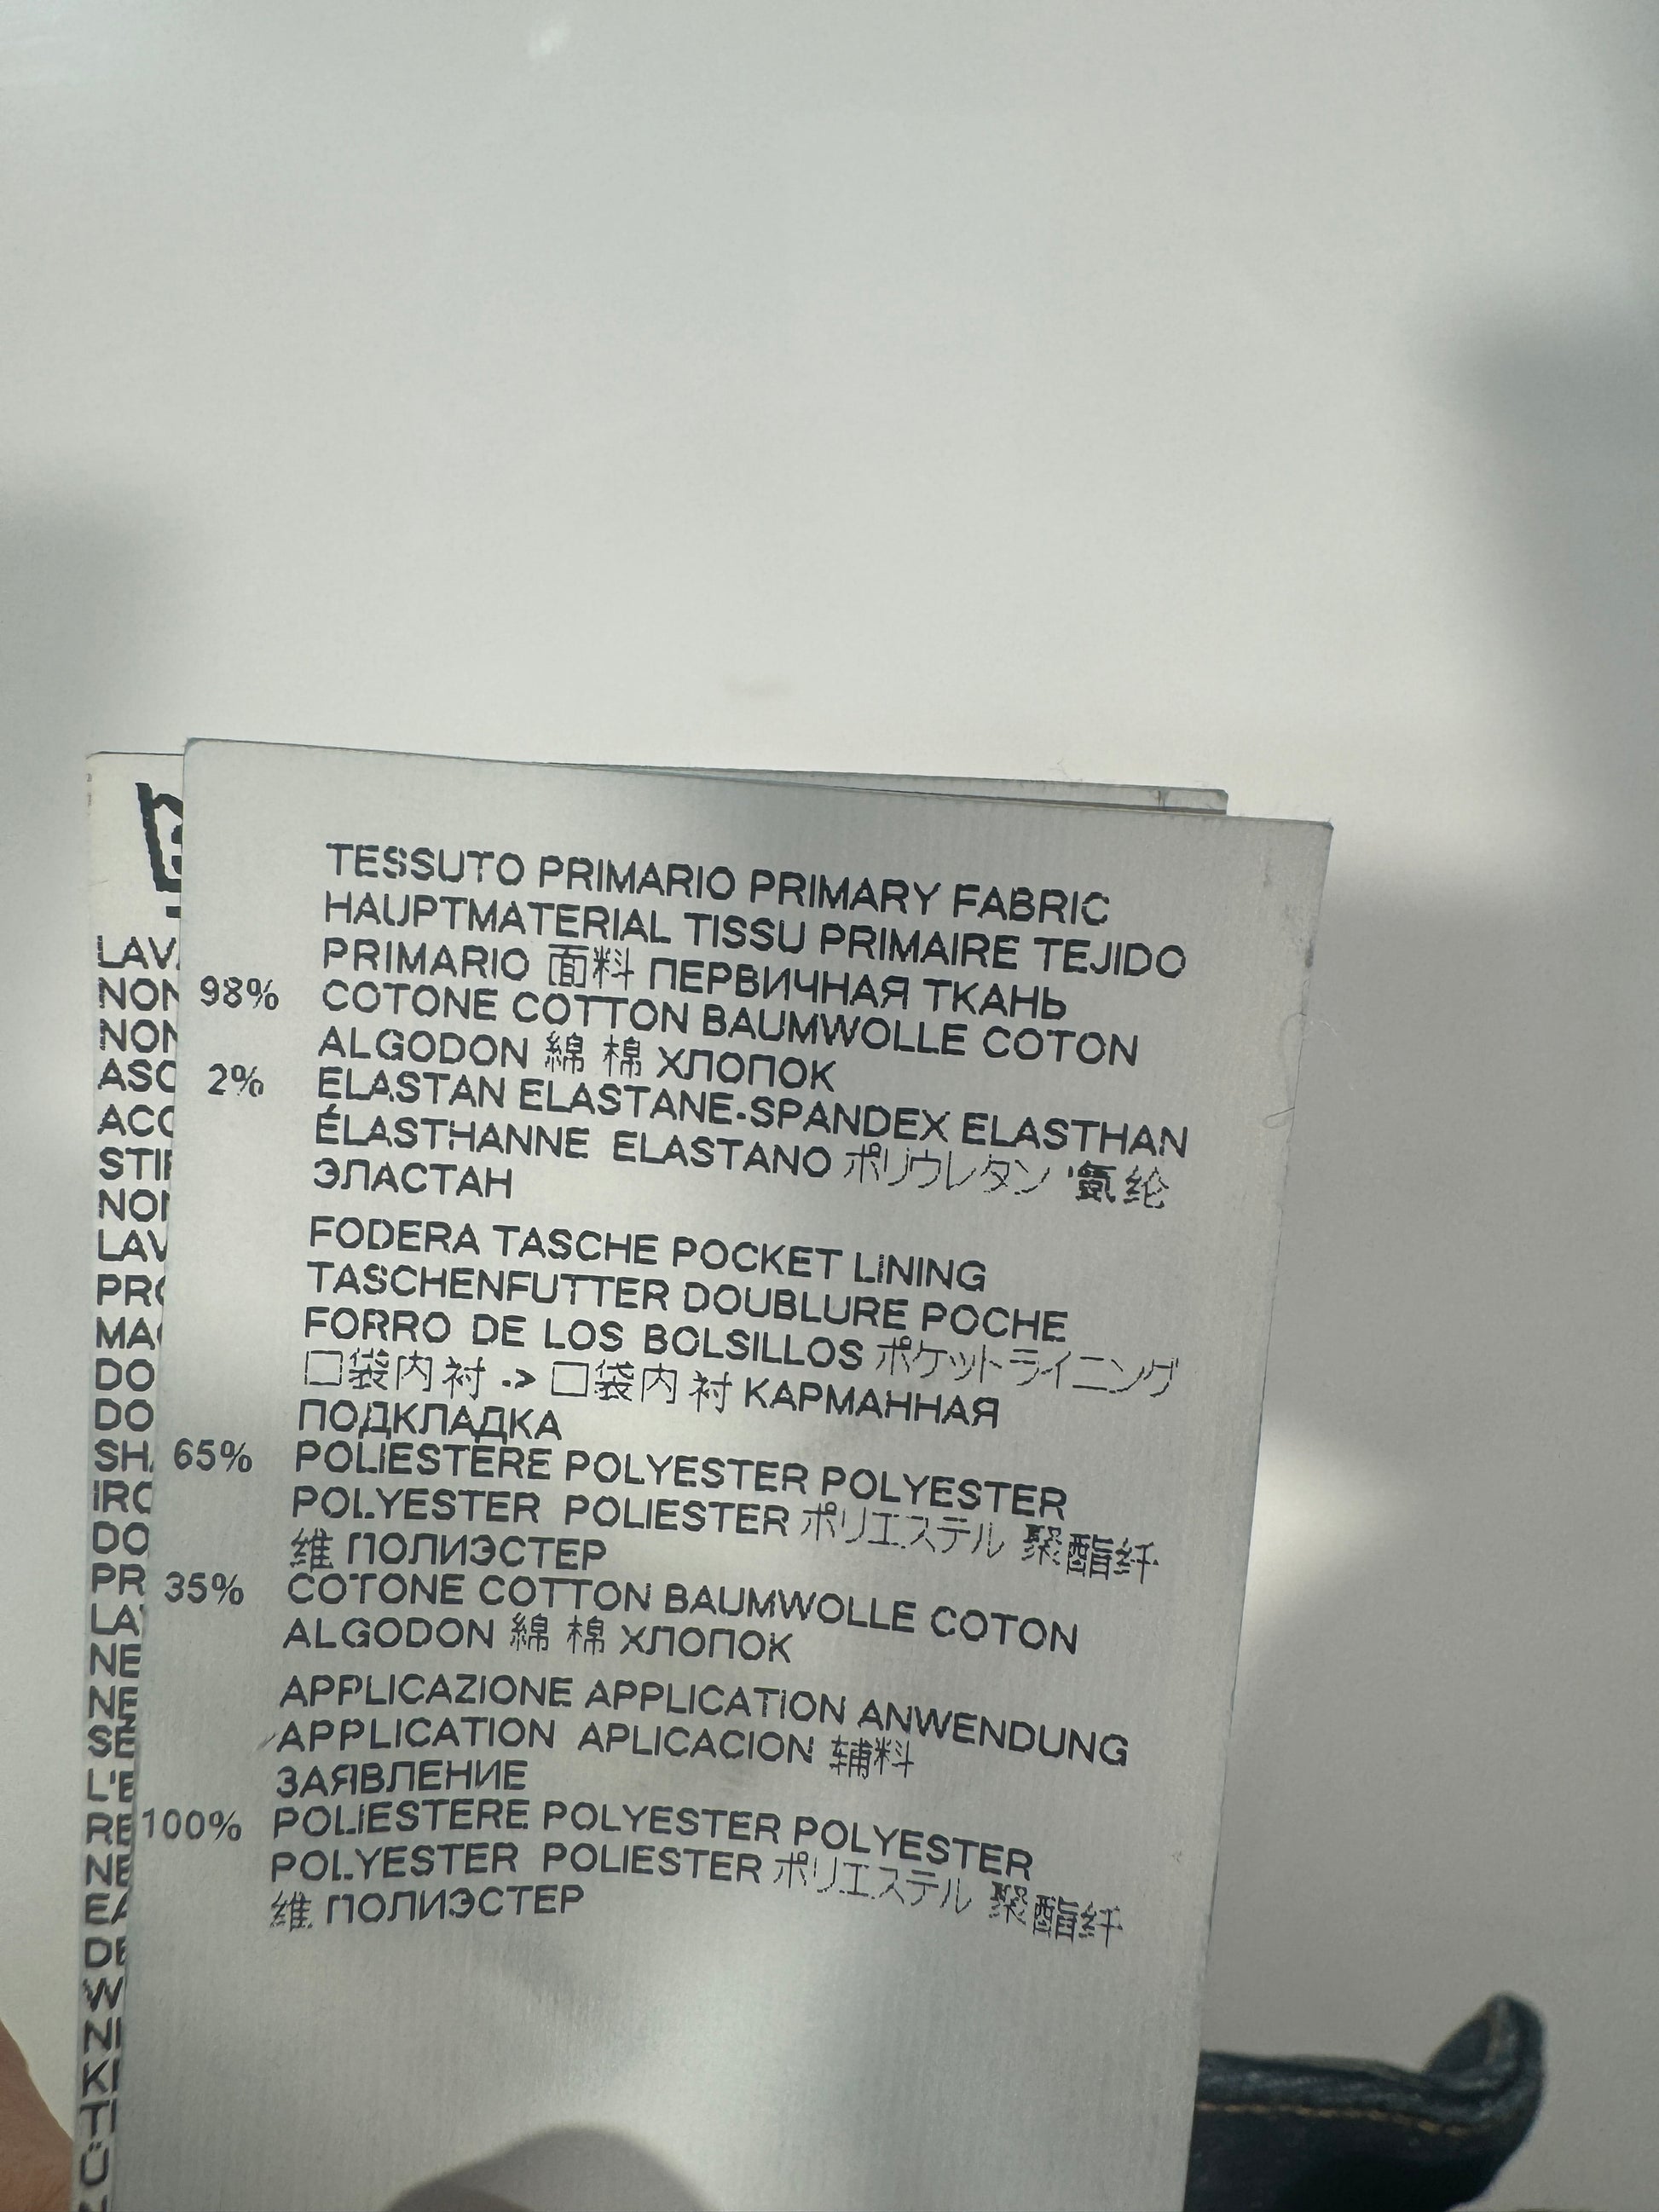 TESSUTO PRIMARIO PRIMARY FABRIC
HAUPTMATERIAL TISSU PRIMAIRE TEJIDO
PRIMARIO 面料 ПЕРВИЧНАЯ ТКАНЬ
98% COTONE COTTON BAUMWOLLE COTON
ALGODON 綿 棉 ХЛОПОК
2% ELASTAN ELASTANE-SPANDEX ELASTHAN
ÉLASTHANNE ELASTANO ポリウレタン '氨纶
ЭЛАСТАН
FODERA TASCHE POCKET LINING
TASCHENFUTTER DOUBLURE POCHE
FORRO DE LOS BOLSILLOS ポケットライニング
口袋内衬 -> 口袋内衬 КАРМАННАЯ
ПОДКЛАДКА
65% POLIESTERE POLYESTER POLYESTER
POLYESTER POLIESTER ポリエステル 聚酯纤
维 ПОЛИЭСТЕР
35% COTONE COTTON BAUMWOLLE COTON
ALGODON 綿 棉 ХЛОПОК
APPLICAZIONE APPLICATION ANWENDUNG
APPLICATION APLICACION 辅料
ЗАЯВЛЕНИЕ
100% POLIESTERE POLYESTER POLYESTER
POLYESTER POLIESTER ポリエステル 聚酯纤
维 ПОЛИЭСТЕР